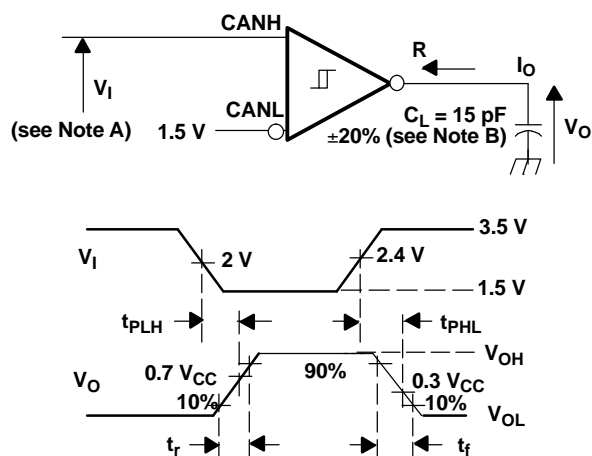 CANH
R
I_O
V_I
CANL
C_L = 15 pF
(see Note A)
1.5 V
±20% (see Note B)
V_O
3.5 V
V_I
2 V
2.4 V
1.5 V
t_PLH
t_PHL
V_OH
0.7 V_CC
90%
0.3 V_CC
V_O
10%
10%
V_OL
t_r
t_f